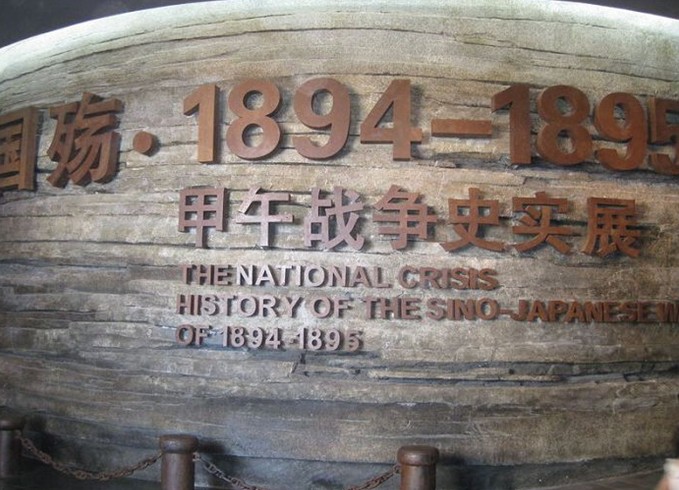 国殇·1894-1895
甲午战争史实展
THE NATIONAL CRISIS
HISTORY OF THE SINO-JAPANESE
OF 1894-1895